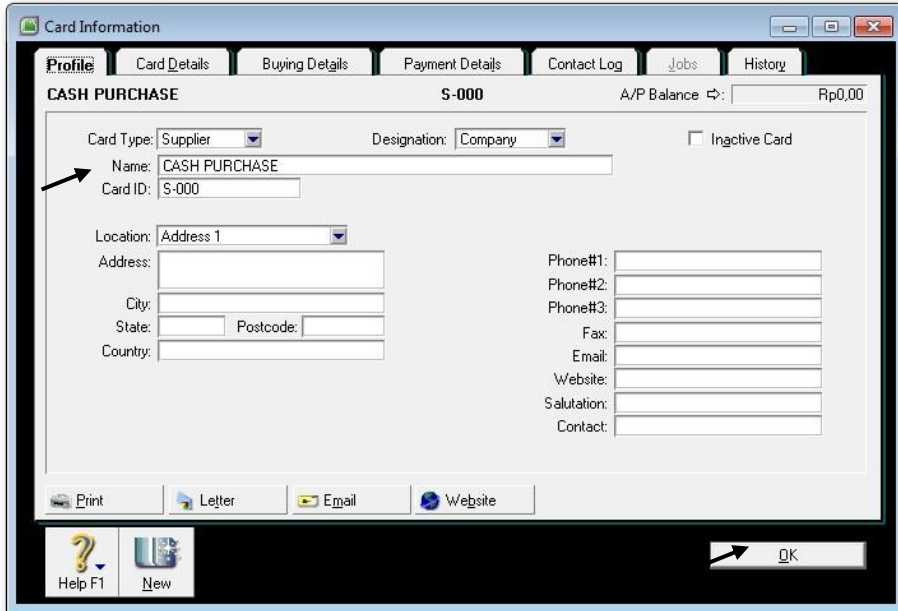 Card Information
Profile Card Details Buying Details Payment Details Contact Log Jobs History
CASH PURCHASE S-000 A/P Balance ⇨: Rp0,00
Card Type: Supplier Designation: Company Inactive Card
Name: CASH PURCHASE
Card ID: S-000
Location: Address 1
Address:
City:
State: Postcode:
Country:
Phone#1:
Phone#2:
Phone#3:
Fax:
Email:
Website:
Salutation:
Contact:
Print Letter Email Website
Help F1 New OK